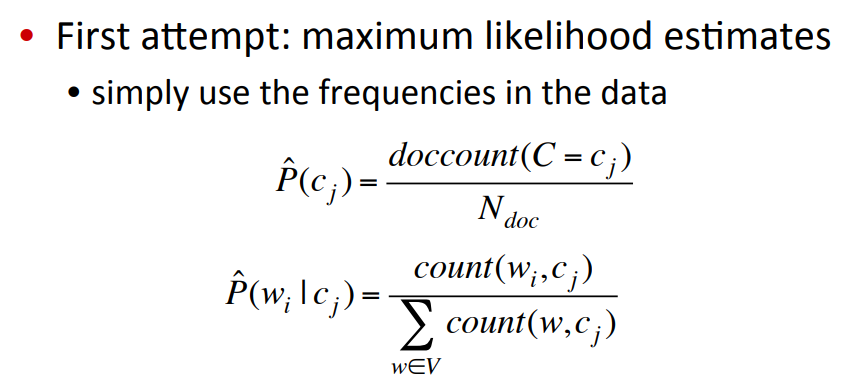 • First attempt: maximum likelihood estimates
• simply use the frequencies in the data
P̂(c_j) = doccount(C = c_j) / N_doc
P̂(w_i | c_j) = count(w_i, c_j) / ∑_{w∈V} count(w, c_j)